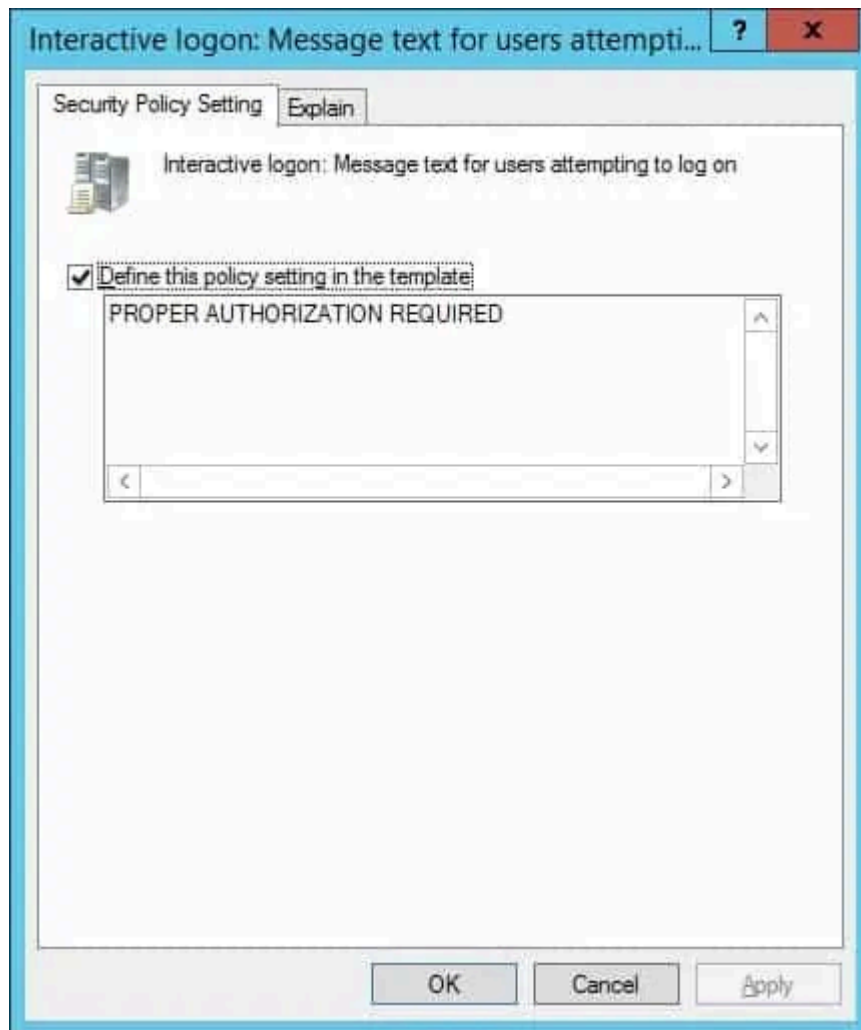 Interactive logon: Message text for users attempti... ? x
Security Policy Setting Explain
Interactive logon: Message text for users attempting to log on
Define this policy setting in the template
PROPER AUTHORIZATION REQUIRED
OK Cancel Apply